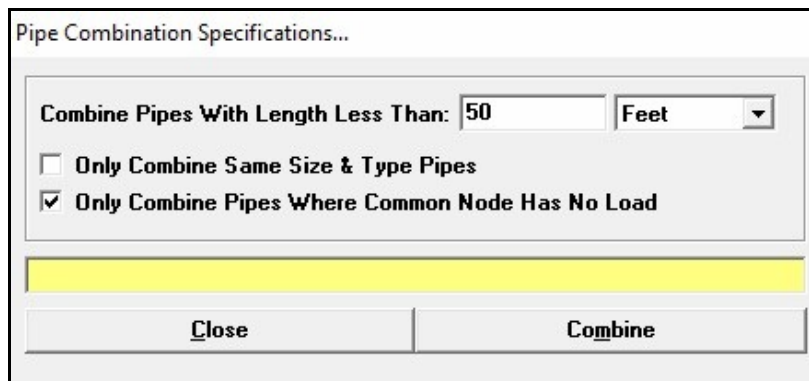 Pipe Combination Specifications...
Combine Pipes With Length Less Than: 50 Feet
Only Combine Same Size & Type Pipes
Only Combine Pipes Where Common Node Has No Load
Close Combine